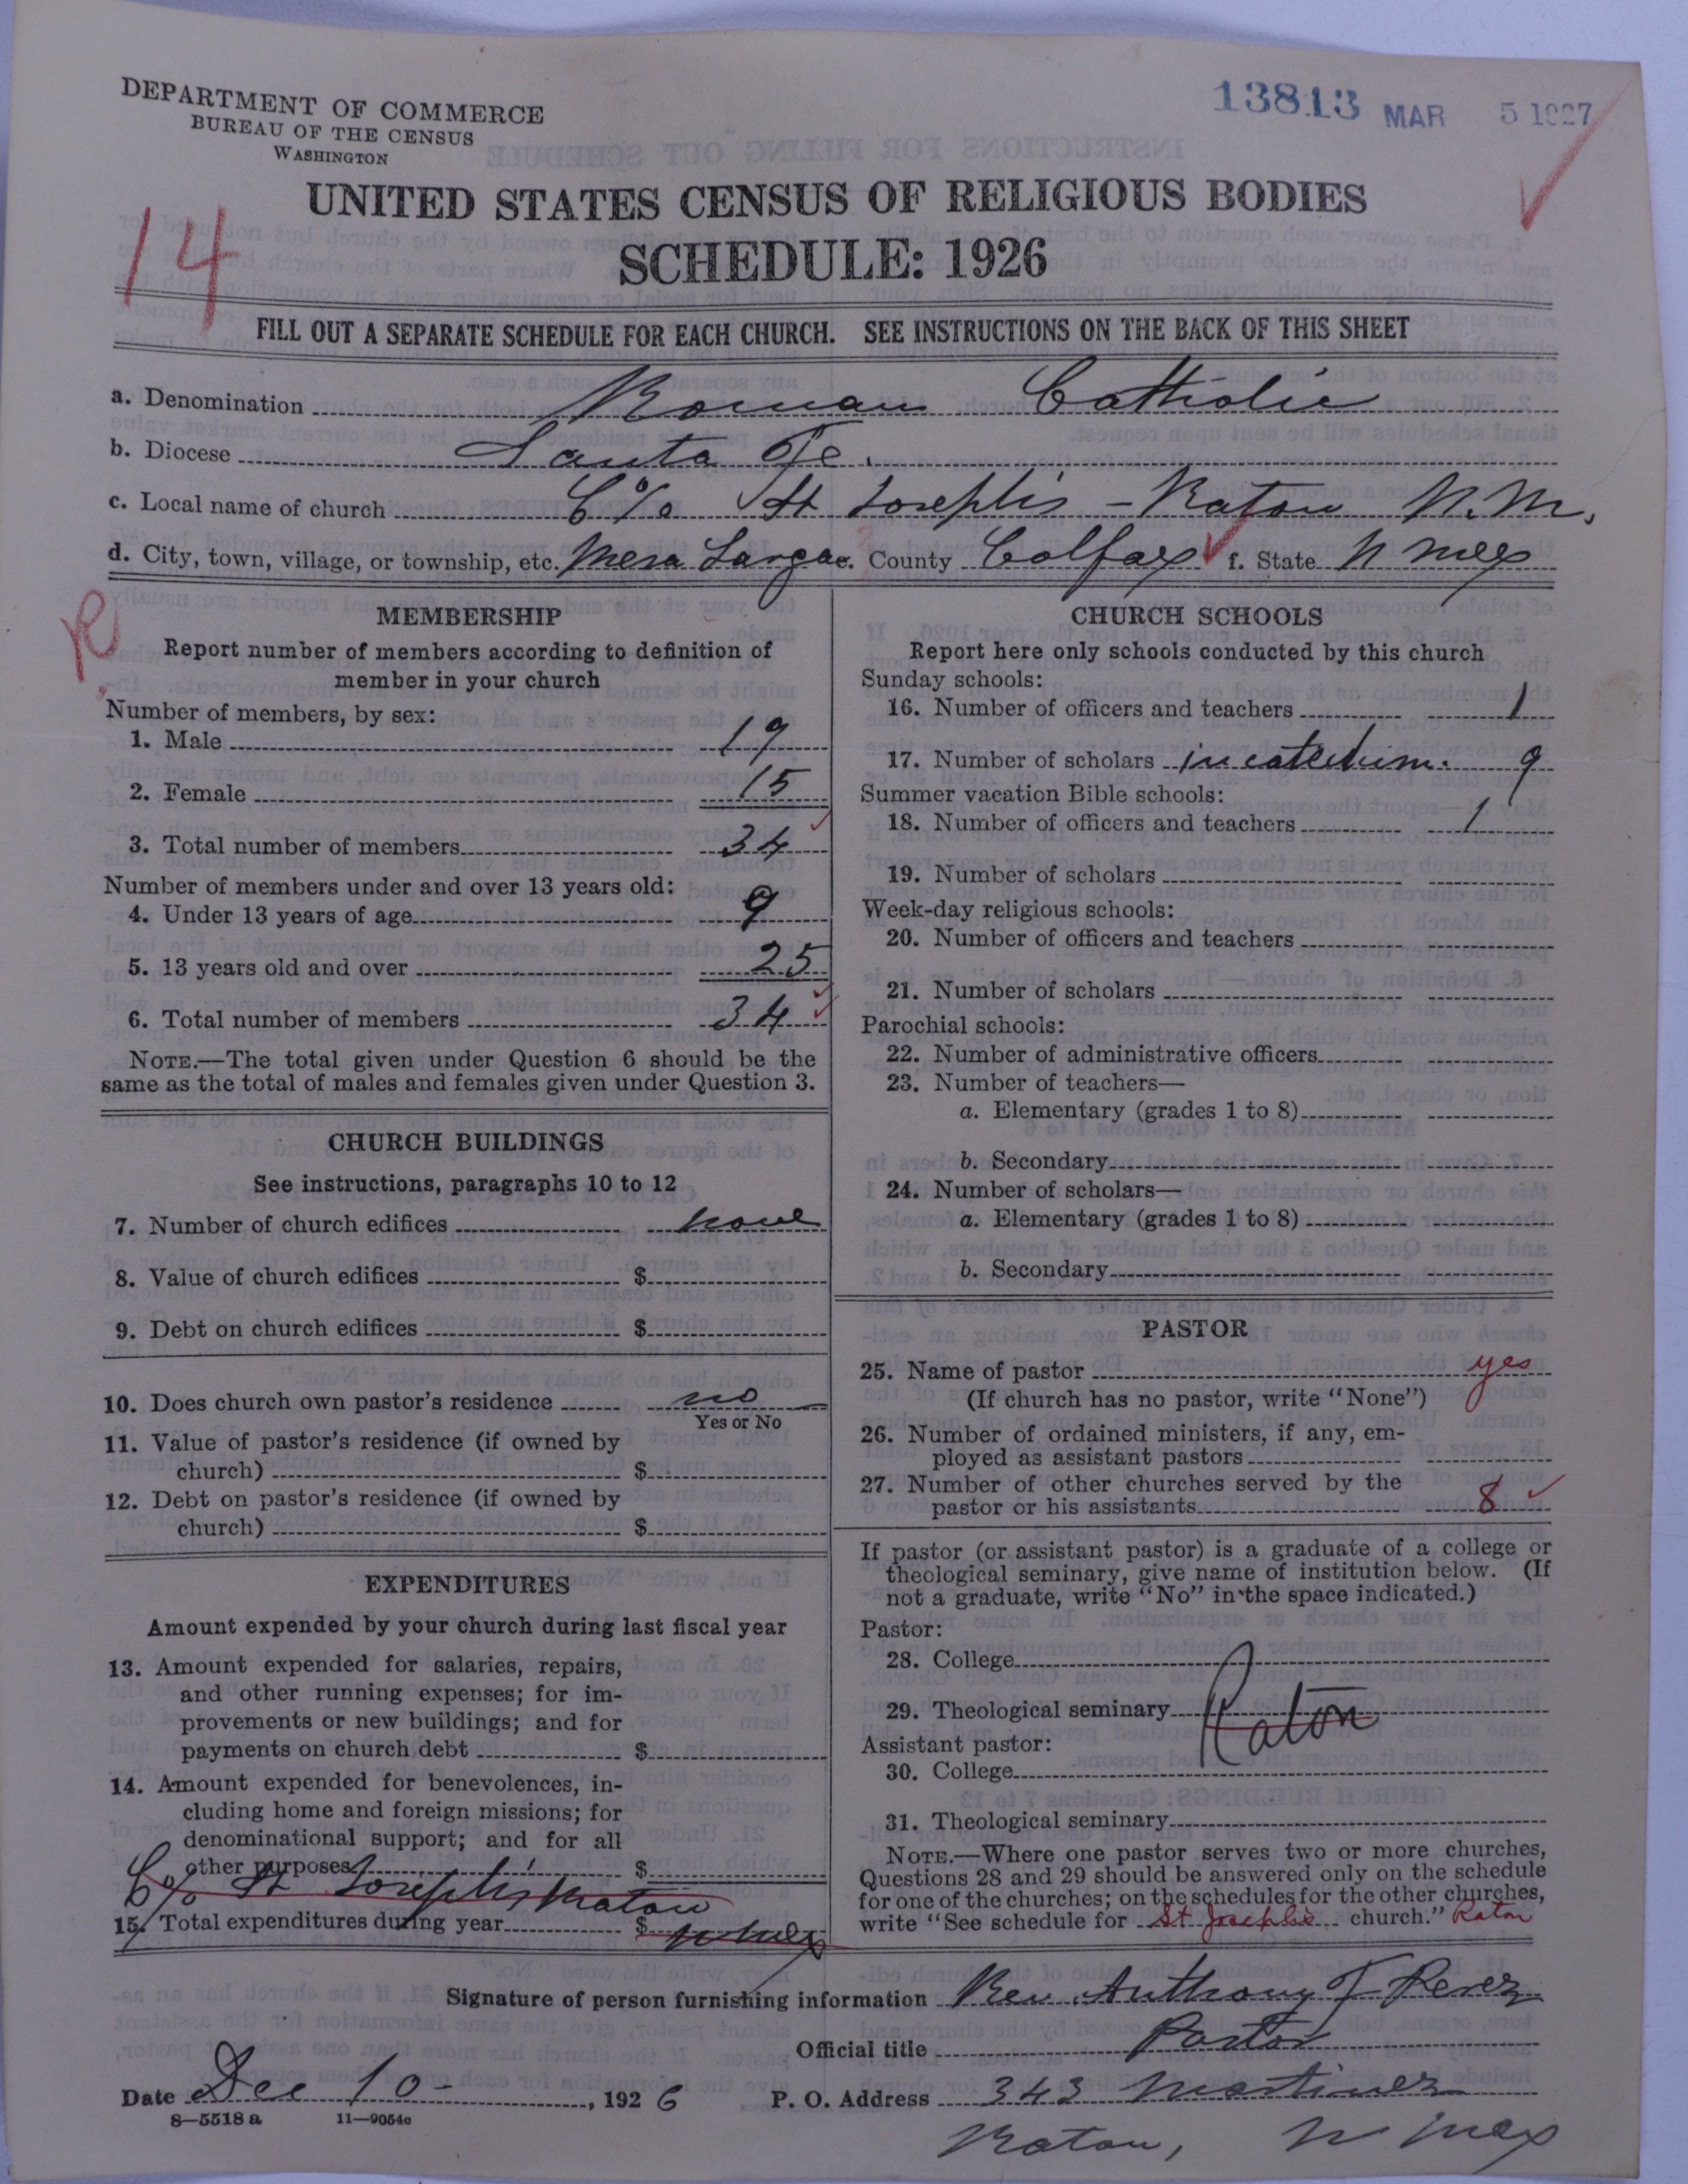 DEPARTMENT OF COMMERCE
BUREAU OF THE CENSUS
WASHINGTON
13813 MAR 5 1927
UNITED STATES CENSUS OF RELIGIOUS BODIES
SCHEDULE: 1926
14
FILL OUT A SEPARATE SCHEDULE FOR EACH CHURCH. SEE INSTRUCTIONS ON THE BACK OF THIS SHEET
a. Denomination Roman Catholic
b. Diocese Santa Fe.
c. Local name of church C/o St Joseph's - Raton N.M.
d. City, town, village, or township, etc. Mesa Larga e. County Colfax f. State N Mex
R
MEMBERSHIP
Report number of members according to definition of
member in your church
Number of members, by sex:
1. Male 19
2. Female 15
3. Total number of members 34
Number of members under and over 13 years old:
4. Under 13 years of age 9
5. 13 years old and over 25
6. Total number of members 34
NOTE.—The total given under Question 6 should be the
same as the total of males and females given under Question 3.
CHURCH BUILDINGS
See instructions, paragraphs 10 to 12
7. Number of church edifices none
8. Value of church edifices $
9. Debt on church edifices $
10. Does church own pastor's residence no
Yes or No
11. Value of pastor's residence (if owned by
church) $
12. Debt on pastor's residence (if owned by
church) $
EXPENDITURES
Amount expended by your church during last fiscal year
13. Amount expended for salaries, repairs,
and other running expenses; for im-
provements or new buildings; and for
payments on church debt $
14. Amount expended for benevolences, in-
cluding home and foreign missions; for
denominational support; and for all
other purposes $
C/o St Joseph's Raton
15. Total expenditures during year $ N Mex
CHURCH SCHOOLS
Report here only schools conducted by this church
Sunday schools:
16. Number of officers and teachers 1
17. Number of scholars in catechism. 9
Summer vacation Bible schools:
18. Number of officers and teachers 1
19. Number of scholars
Week-day religious schools:
20. Number of officers and teachers
21. Number of scholars
Parochial schools:
22. Number of administrative officers
23. Number of teachers—
a. Elementary (grades 1 to 8)
b. Secondary
24. Number of scholars—
a. Elementary (grades 1 to 8)
b. Secondary
PASTOR
25. Name of pastor yes
(If church has no pastor, write "None")
26. Number of ordained ministers, if any, em-
ployed as assistant pastors
27. Number of other churches served by the
pastor or his assistants 8
If pastor (or assistant pastor) is a graduate of a college or
theological seminary, give name of institution below. (If
not a graduate, write "No" in the space indicated.)
Pastor:
28. College
29. Theological seminary Raton
Assistant pastor:
30. College
31. Theological seminary
NOTE.—Where one pastor serves two or more churches,
Questions 28 and 29 should be answered only on the schedule
for one of the churches; on the schedules for the other churches,
write "See schedule for St Joseph's church." Raton
Signature of person furnishing information Rev. Anthony J. Perez
Official title Pastor
Date Dec 10-, 1926 P. O. Address 343 Martinez
8—5518a 11—9054c
Raton, N Mex